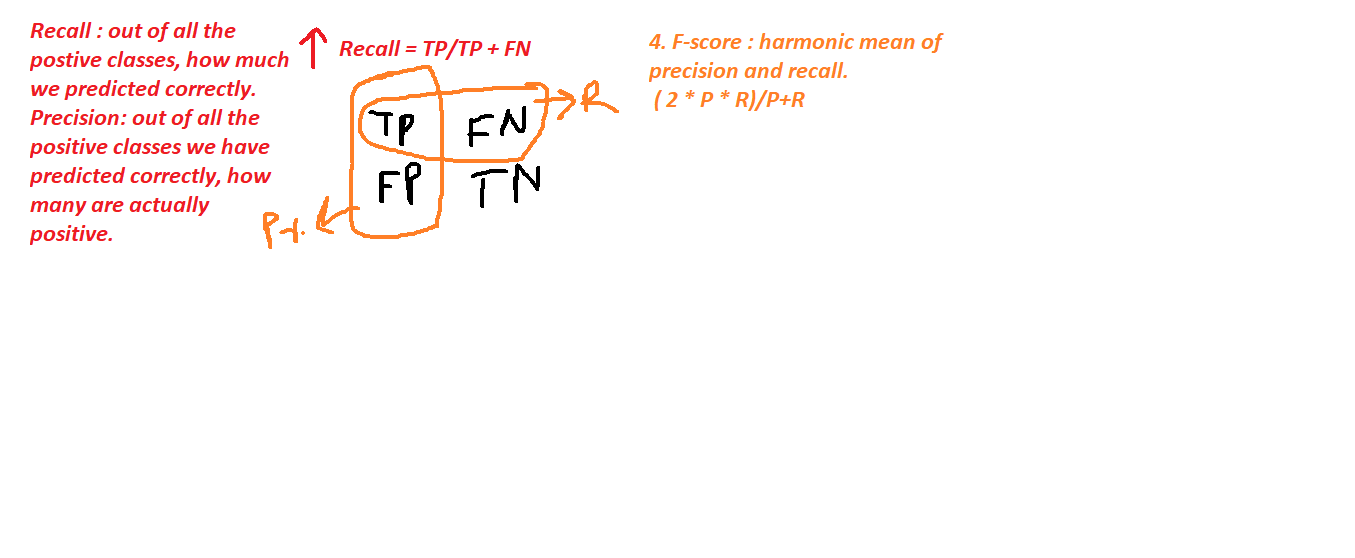 Recall : out of all the
postive classes, how much
we predicted correctly.
Precision: out of all the
positive classes we have
predicted correctly, how
many are actually
positive.
Recall = TP/TP + FN
TP FN
R
FP TN
Pr.
4. F-score : harmonic mean of
precision and recall.
( 2 * P * R)/P+R